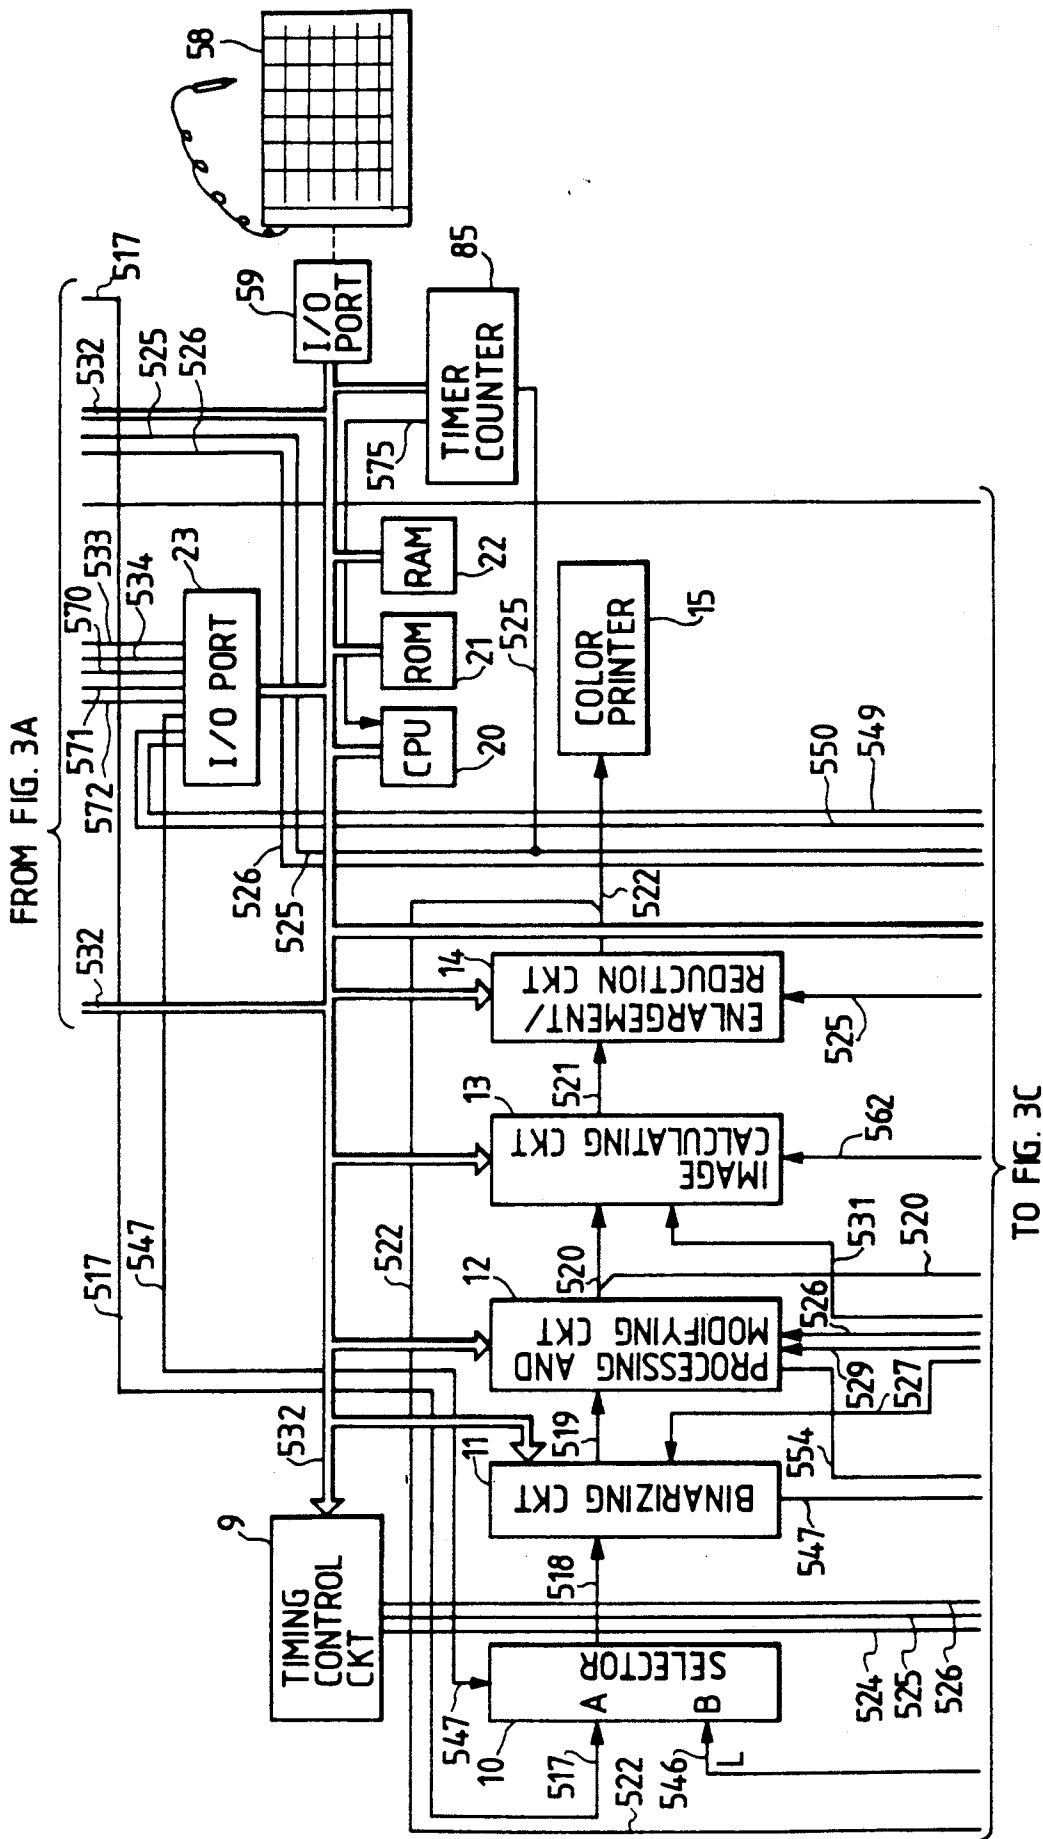 FROM FIG. 3A
532
517
547
571
572
570
533
534
23
I/O PORT
532
525
526
517
58
59
I/O
PORT
85
TIMER
COUNTER
575
RAM
22
ROM
21
CPU
20
525
526
525
532
9
TIMING
CONTROL
CKT
522
547
10
517
A
SELECTOR
B
546
L
522
518
11
BINARIZING CKT
519
12
PROCESSING AND
MODIFYING CKT
520
13
IMAGE
CALCULATING CKT
521
14
ENLARGEMENT/
REDUCTION CKT
522
COLOR
PRINTER
15
524
525
526
547
554
527
529
526
531
520
562
525
550
549
TO FIG. 3C